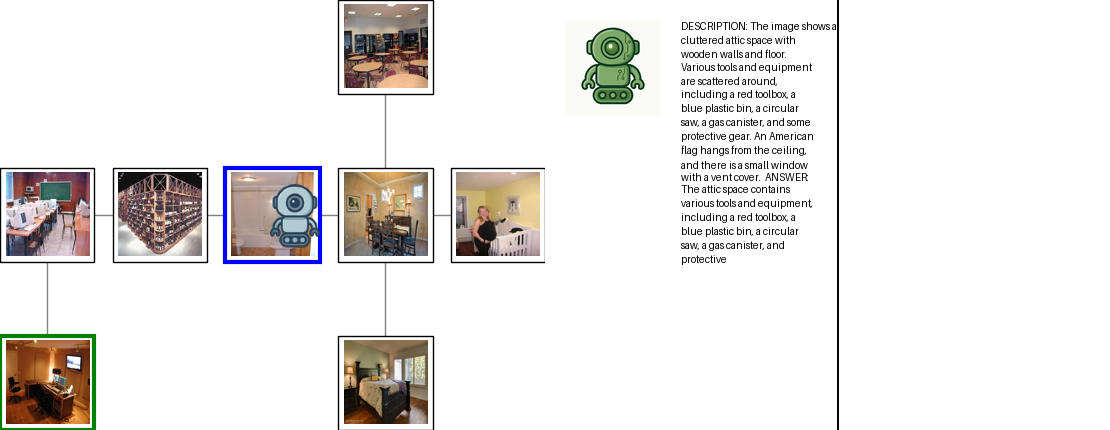 DESCRIPTION: The image shows a
cluttered attic space with
wooden walls and floor.
Various tools and equipment
are scattered around,
including a red toolbox, a
blue plastic bin, a circular
saw, a gas canister, and some
protective gear. An American
flag hangs from the ceiling,
and there is a small window
with a vent cover. ANSWER:
The attic space contains
various tools and equipment,
including a red toolbox, a
blue plastic bin, a circular
saw, a gas canister, and
protective